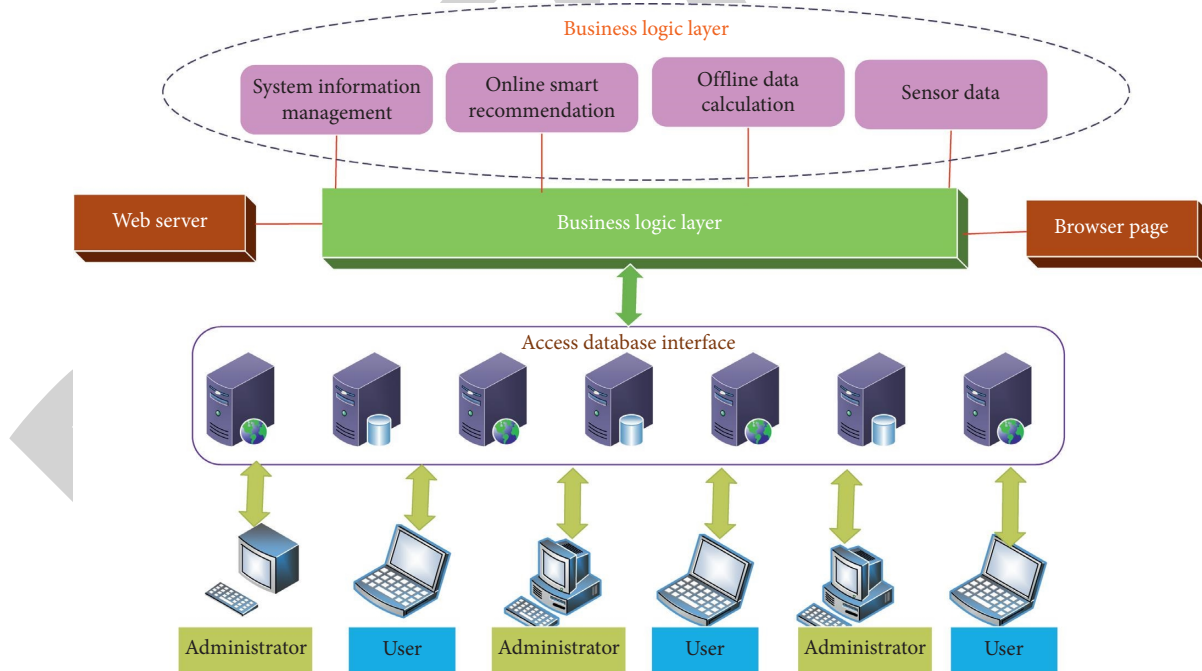 Business logic layer
System information
management
Online smart
recommendation
Offline data
calculation
Sensor data
Web server
Business logic layer
Browser page
Access database interface
Administrator
User
Administrator
User
Administrator
User